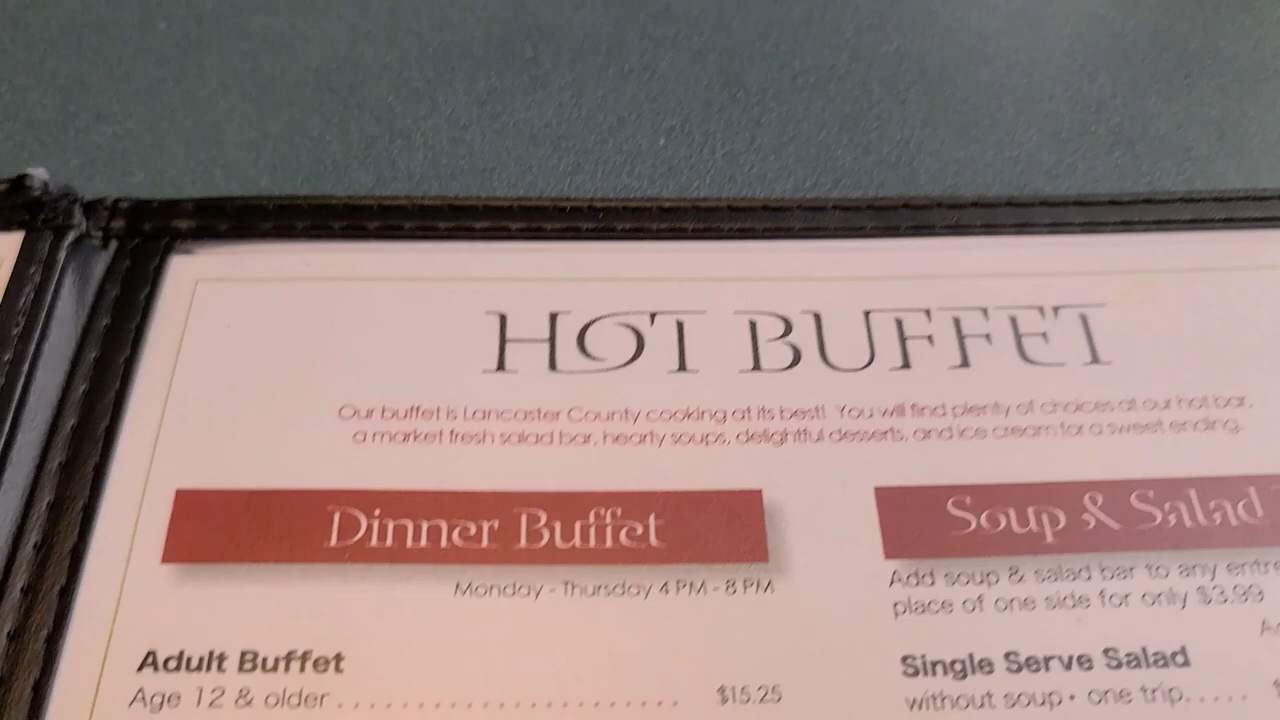 HOT BUFFET
Our buffet is Lancaster County cooking at its best! You will find plenty of choices at our hot bar,
a market fresh salad bar, hearty soups, delightful desserts, and ice cream for a sweet ending.
Dinner Buffet
Monday - Thursday 4 PM - 8 PM
Adult Buffet
Age 12 & older ...................... $15.25
Soup & Salad
Add soup & salad bar to any
place of one side for only $3.99
Single Serve Salad
without soup • one trip.....